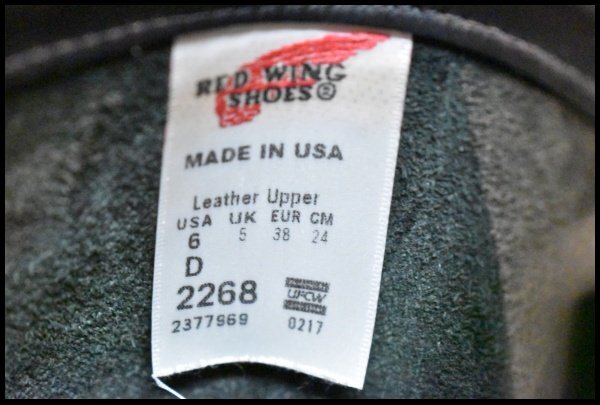 RED WING
SHOES®
MADE IN USA
Leather Upper
USA UK EUR CM
6 5 38 24
D
2268 UFCW
2377969 0217